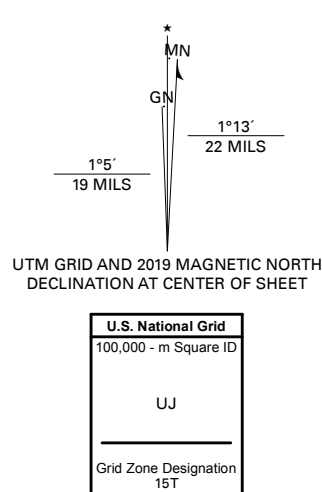 ★
MN
GN
1°13´
22 MILS
1°5´
19 MILS
UTM GRID AND 2019 MAGNETIC NORTH
DECLINATION AT CENTER OF SHEET
U.S. National Grid
100,000 - m Square ID
UJ
Grid Zone Designation
15T